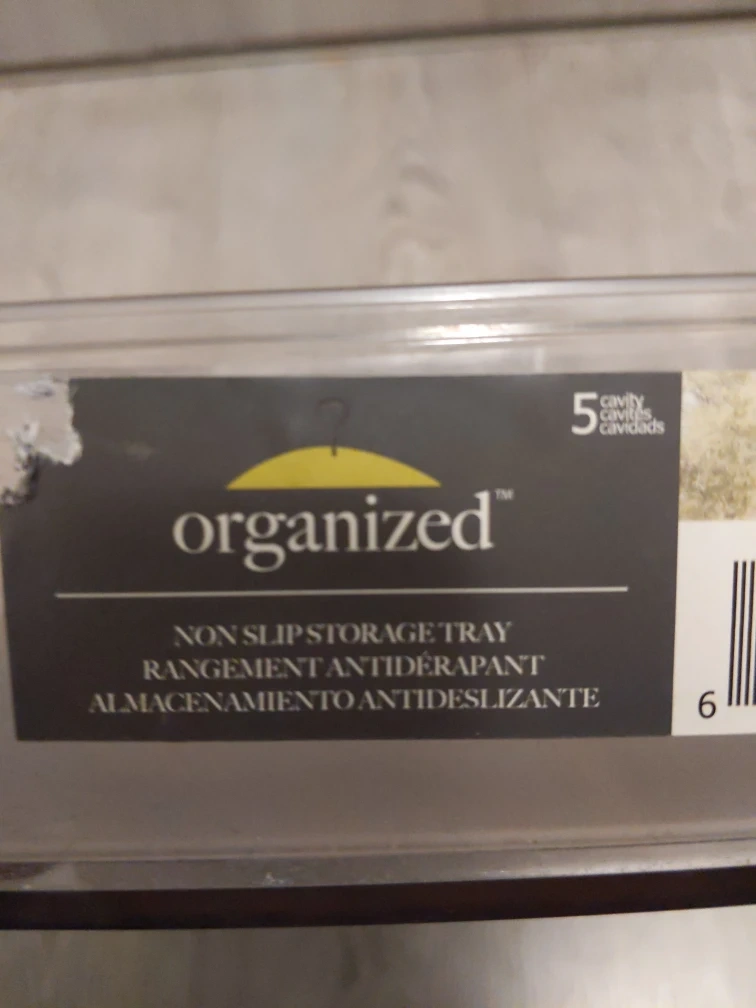 5 cavity
cavités
cavidads
organized™
NON SLIP STORAGE TRAY
RANGEMENT ANTIDÉRAPANT
ALMACENAMIENTO ANTIDESLIZANTE
6